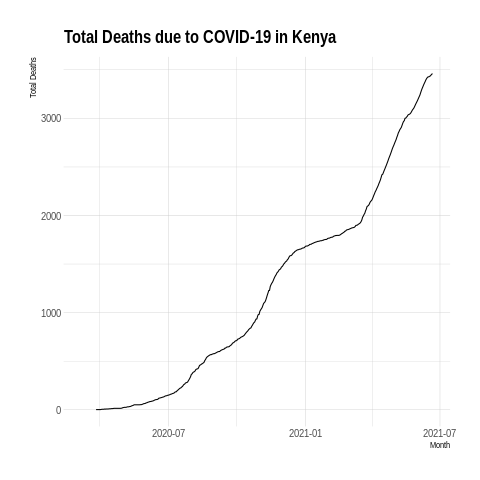 Total Deaths due to COVID-19 in Kenya
Total Deaths
3000
2000
1000
0
2020-07
2021-01
2021-07
Month